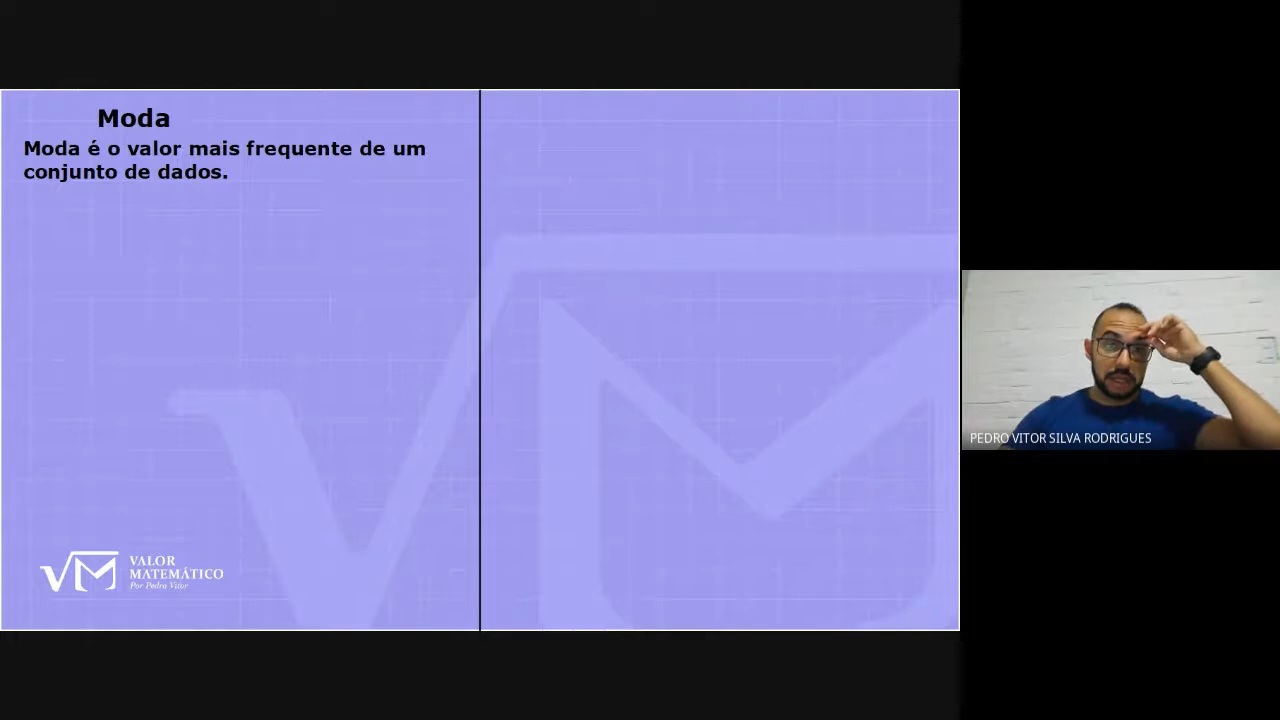 Moda
Moda é o valor mais frequente de um
conjunto de dados.
VALOR
MATEMÁTICO
Por Pedro Vitor
PEDRO VITOR SILVA RODRIGUES